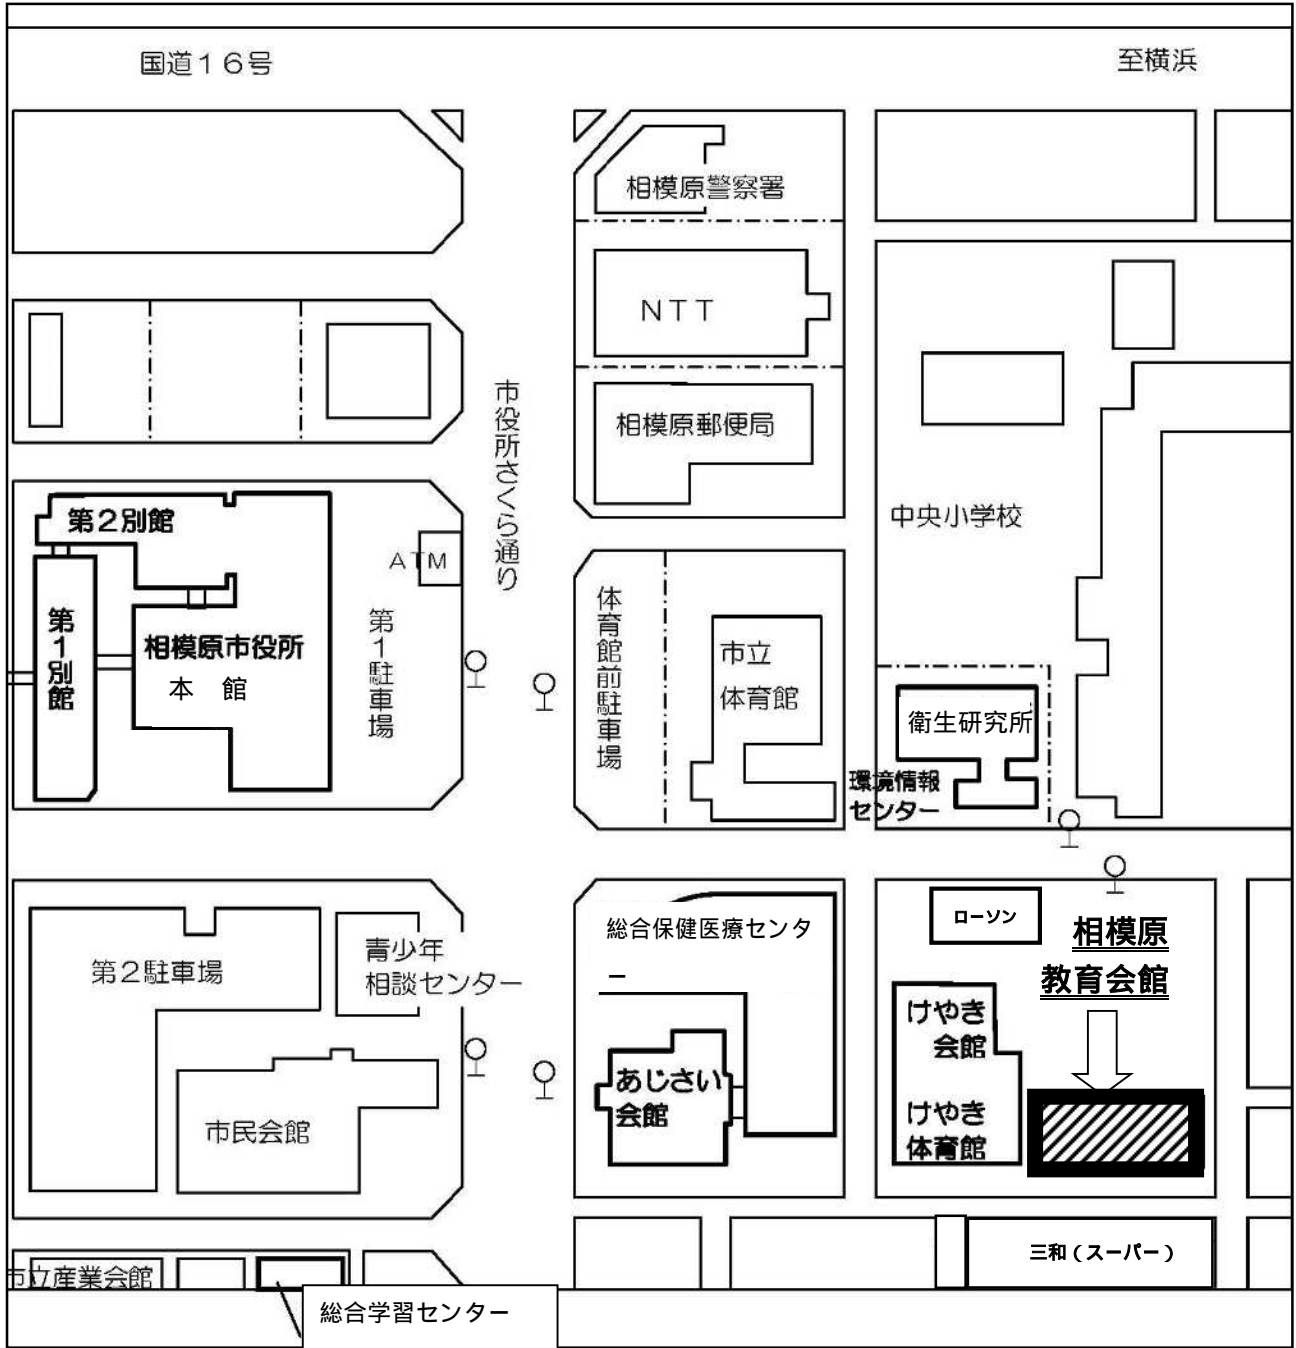 国道１６号
至横浜
相模原警察署
ＮＴＴ
相模原郵便局
市役所さくら通り
中央小学校
第２別館
ＡＴＭ
第１別館
相模原市役所
本　館
第１駐車場
体育館前駐車場
市立
体育館
衛生研究所
環境情報
センター
総合保健医療センタ
ー
ローソン
相模原
教育会館
青少年
相談センター
第２駐車場
けやき
会館
あじさい
会館
けやき
体育館
市民会館
三和（スーパー）
市立産業会館
総合学習センター